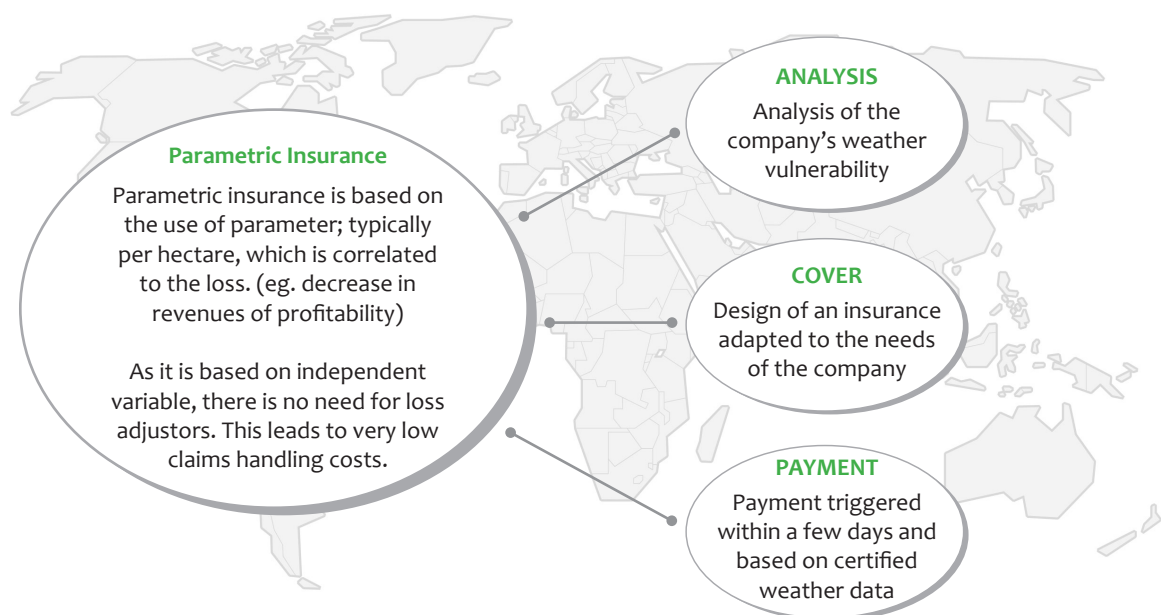 Parametric Insurance
Parametric insurance is based on
the use of parameter; typically
per hectare, which is correlated
to the loss. (eg. decrease in
revenues of profitability)
As it is based on independent
variable, there is no need for loss
adjustors. This leads to very low
claims handling costs.
ANALYSIS
Analysis of the
company’s weather
vulnerability
COVER
Design of an insurance
adapted to the needs
of the company
PAYMENT
Payment triggered
within a few days and
based on certified
weather data